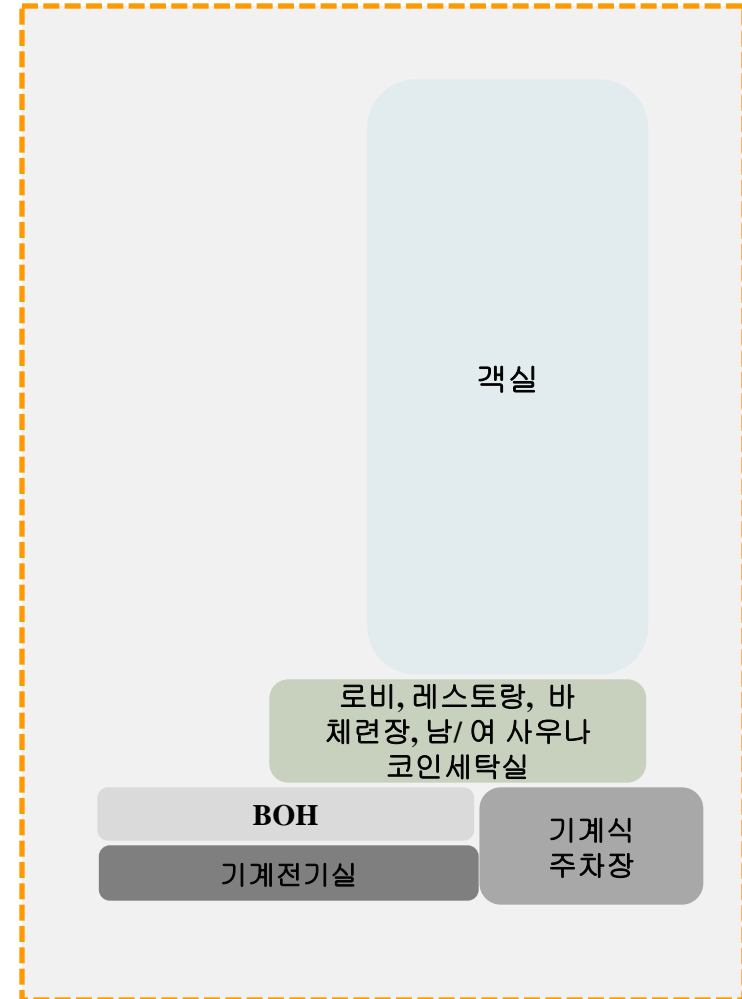 객실
로비, 레스토랑, 바
체련장, 남/ 여 사우나
코인세탁실
BOH
기계식
주차장
기계전기실